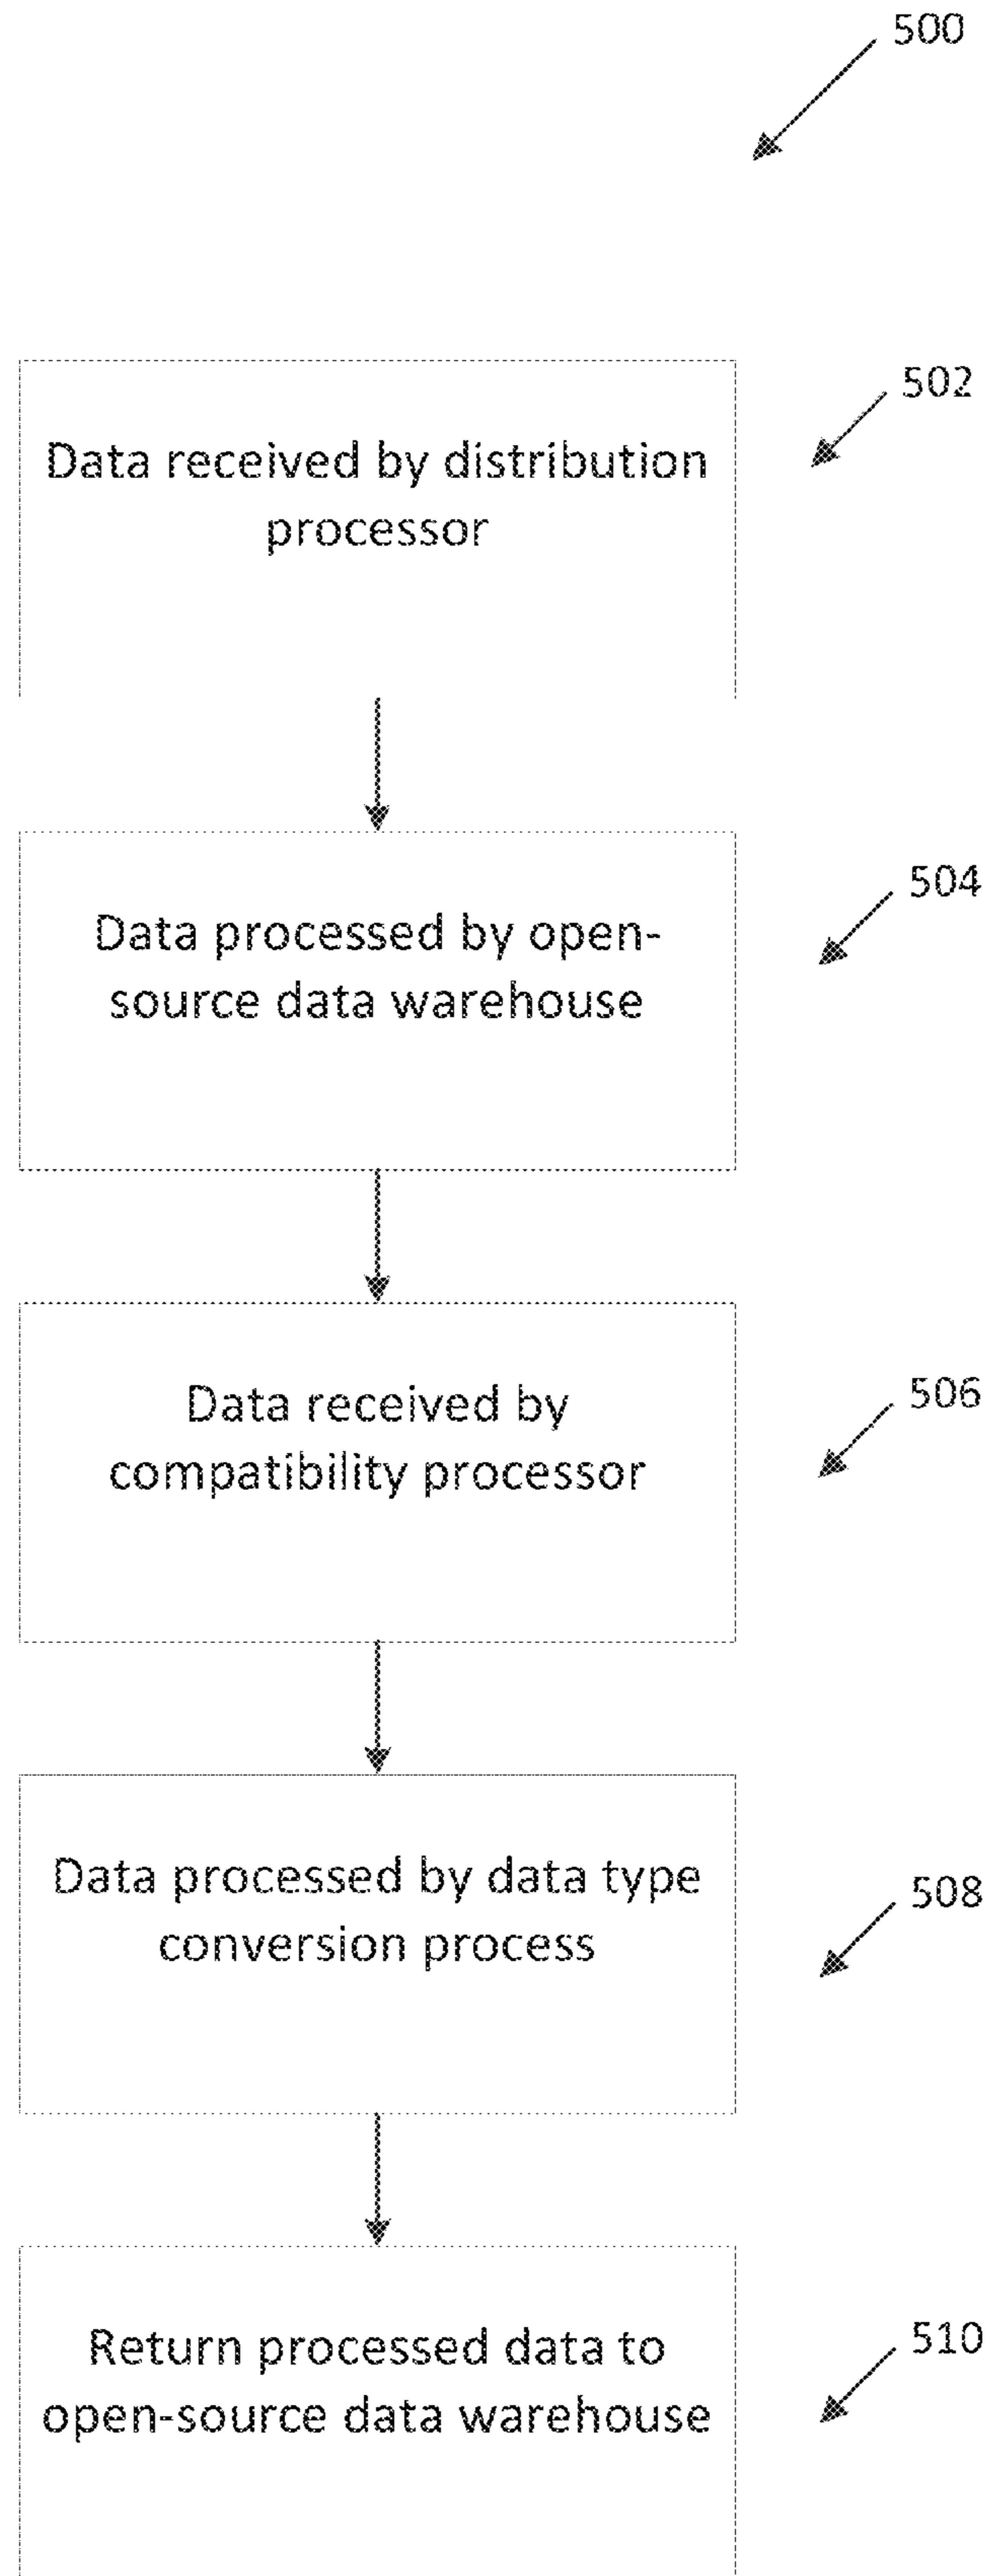 500
502
Data received by distribution
processor
504
Data processed by open-
source data warehouse
506
Data received by
compatibility processor
508
Data processed by data type
conversion process
510
Return processed data to
open-source data warehouse